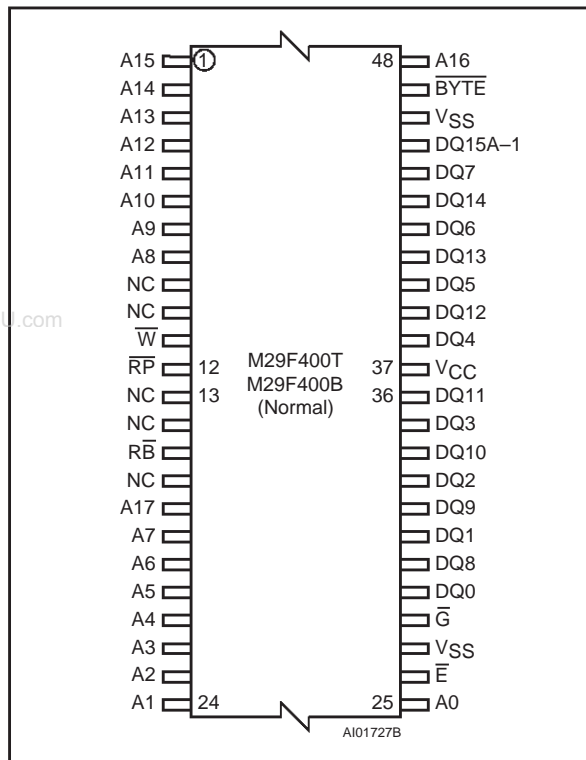 A15 1 48 A16
A14 B̅Y̅T̅E̅
A13 VSS
A12 DQ15A–1
A11 DQ7
A10 DQ14
A9 DQ6
A8 DQ13
NC DQ5
NC DQ12
W̅ DQ4
R̅P̅ 12 M29F400T 37 VCC
NC 13 M29F400B 36 DQ11
(Normal)
NC DQ3
RB̅ DQ10
NC DQ2
A17 DQ9
A7 DQ1
A6 DQ8
A5 DQ0
A4 G̅
A3 VSS
A2 E̅
A1 24 25 A0
AI01727B
U.com